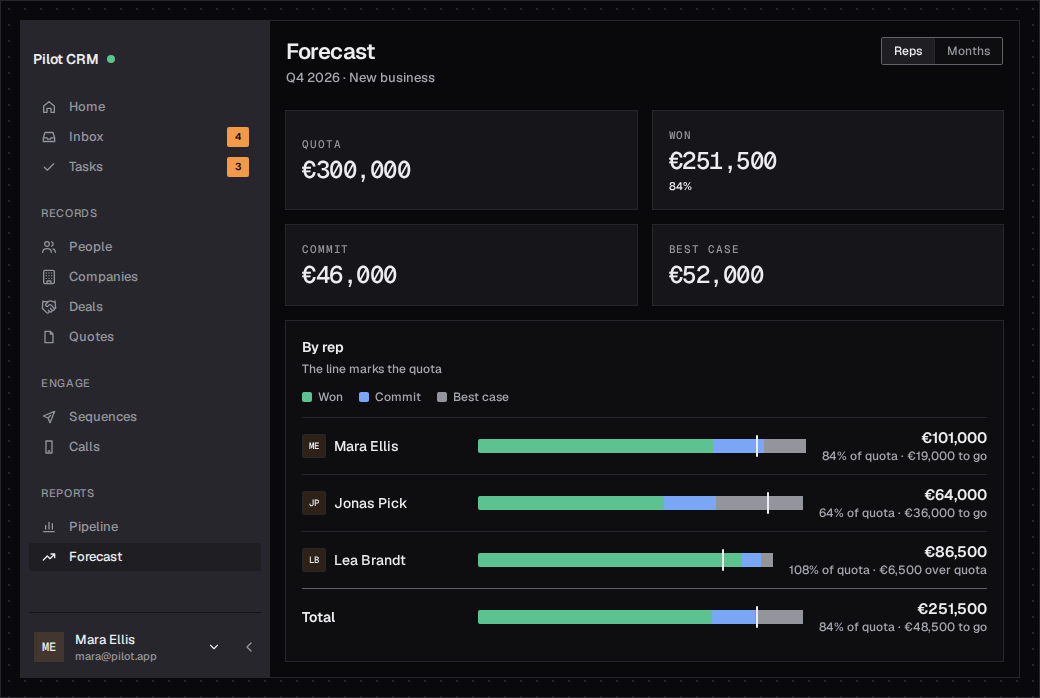 Pilot CRM
Home
Inbox 4
Tasks 3
RECORDS
People
Companies
Deals
Quotes
ENGAGE
Sequences
Calls
REPORTS
Pipeline
Forecast
ME Mara Ellis
mara@pilot.app
Forecast
Q4 2026 · New business
Reps Months
QUOTA
€300,000
WON
€251,500
84%
COMMIT
€46,000
BEST CASE
€52,000
By rep
The line marks the quota
Won Commit Best case
ME Mara Ellis €101,000
84% of quota · €19,000 to go
JP Jonas Pick €64,000
64% of quota · €36,000 to go
LB Lea Brandt €86,500
108% of quota · €6,500 over quota
Total €251,500
84% of quota · €48,500 to go